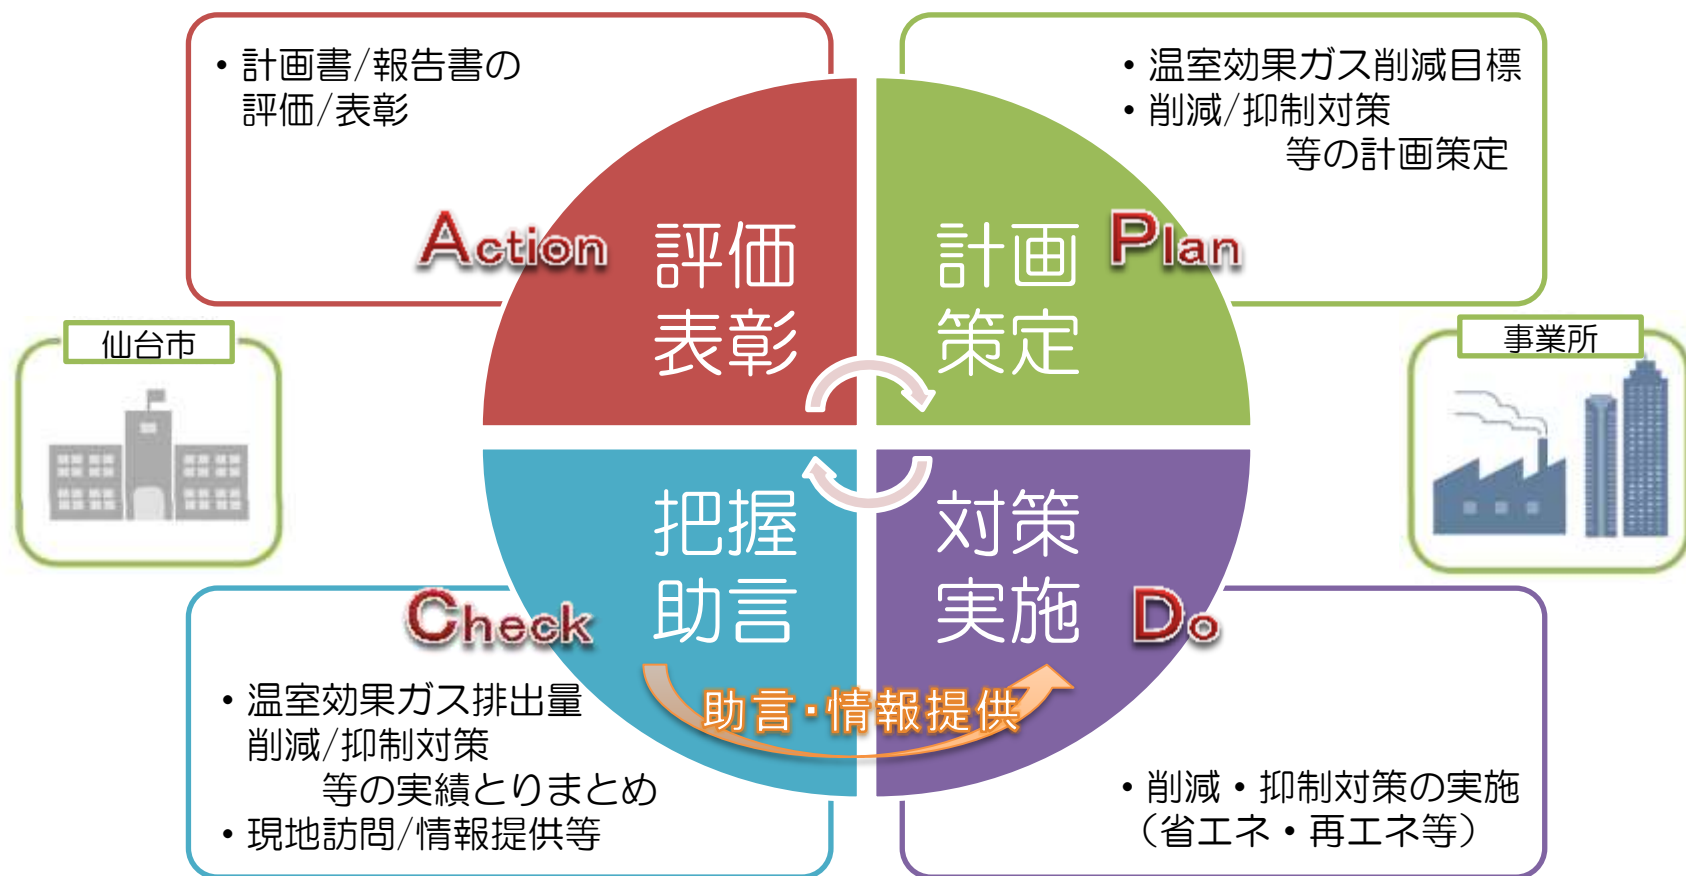 ・計画書/報告書の
評価/表彰
Action
評価
表彰
・温室効果ガス削減目標
・削減/抑制対策
等の計画策定
計画
策定
Plan
仙台市
事業所
把握
助言
Check
・温室効果ガス排出量
削減/抑制対策
等の実績とりまとめ
・現地訪問/情報提供等
対策
実施
Do
助言・情報提供
・削減・抑制対策の実施
（省エネ・再エネ等）